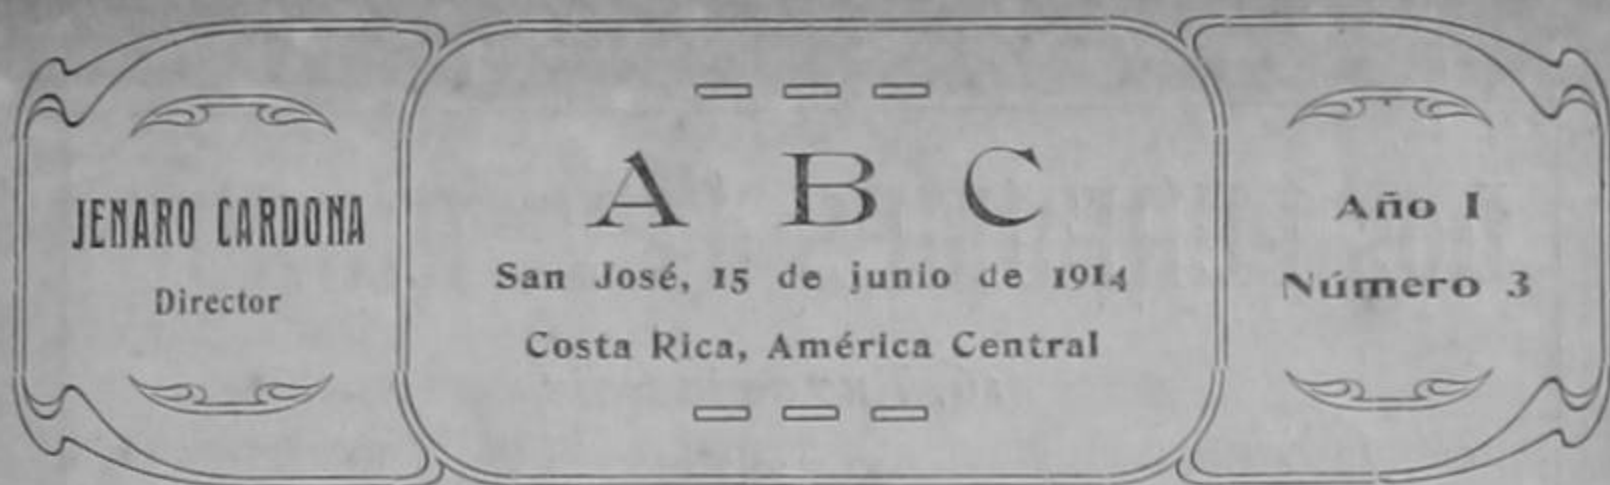 JENARO CARDONA
Director
A B C
San José, 15 de junio de 1914
Costa Rica, América Central
Año I
Número 3